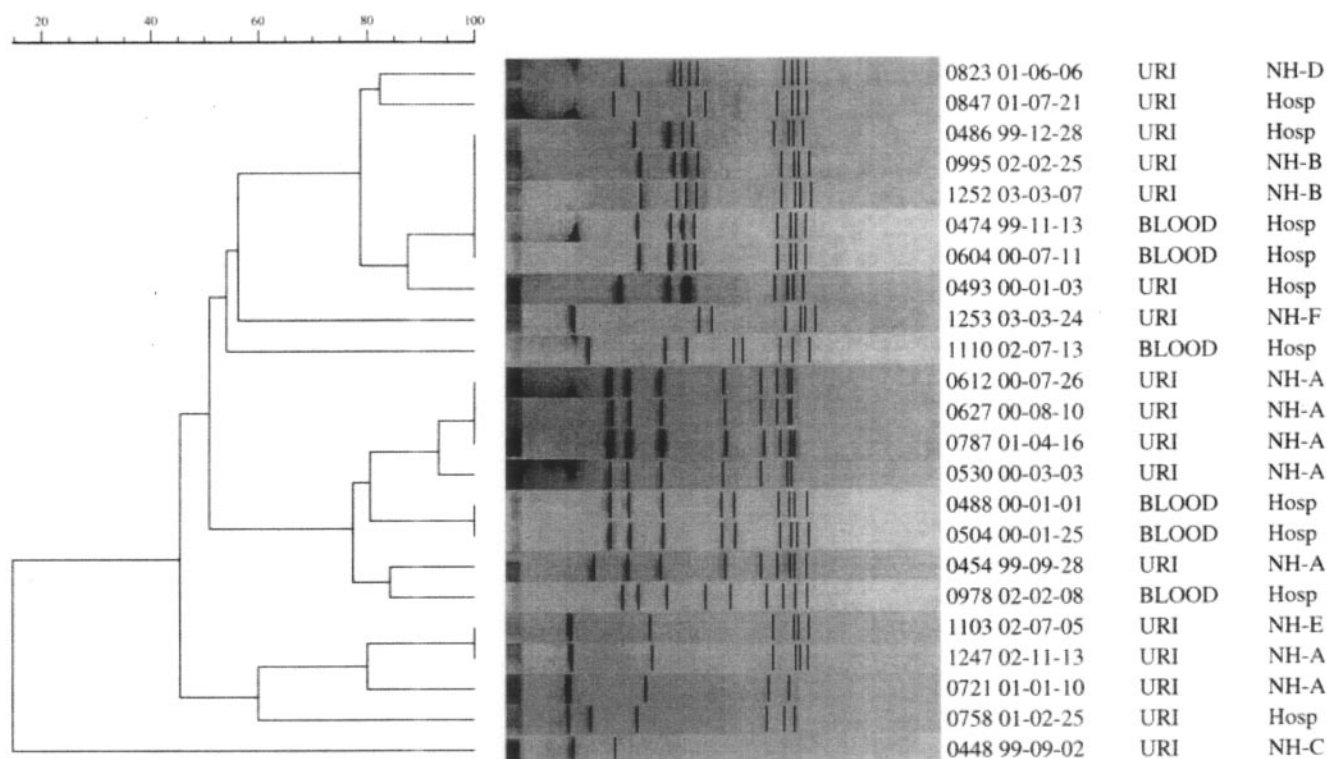 20 40 60 80 100
0823 01-06-06 URI NH-D
0847 01-07-21 URI Hosp
0486 99-12-28 URI Hosp
0995 02-02-25 URI NH-B
1252 03-03-07 URI NH-B
0474 99-11-13 BLOOD Hosp
0604 00-07-11 BLOOD Hosp
0493 00-01-03 URI Hosp
1253 03-03-24 URI NH-F
1110 02-07-13 BLOOD Hosp
0612 00-07-26 URI NH-A
0627 00-08-10 URI NH-A
0787 01-04-16 URI NH-A
0530 00-03-03 URI NH-A
0488 00-01-01 BLOOD Hosp
0504 00-01-25 BLOOD Hosp
0454 99-09-28 URI NH-A
0978 02-02-08 BLOOD Hosp
1103 02-07-05 URI NH-E
1247 02-11-13 URI NH-A
0721 01-01-10 URI NH-A
0758 01-02-25 URI Hosp
0448 99-09-02 URI NH-C